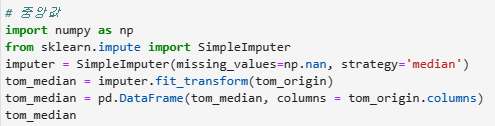 # 중앙값
import numpy as np
from sklearn.impute import SimpleImputer
imputer = SimpleImputer(missing_values=np.nan, strategy='median')
tom_median = imputer.fit_transform(tom_origin)
tom_median = pd.DataFrame(tom_median, columns = tom_origin.columns)
tom_median